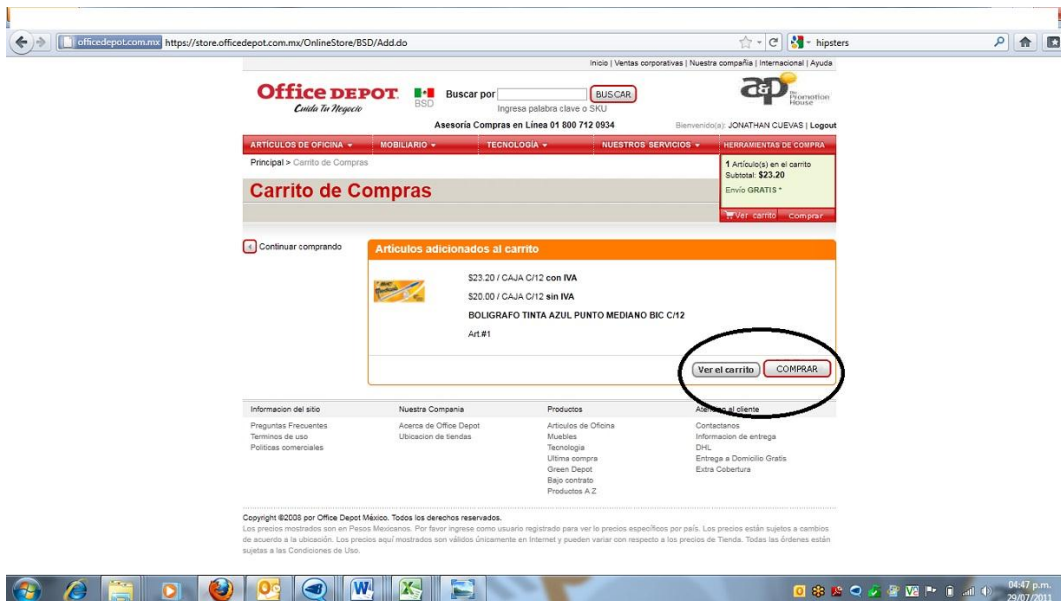 officedepot.com.mx https://store.officedepot.com.mx/OnlineStore/BSD/Add.do
hipsters
Inicio | Ventas corporativas | Nuestra compañía | Internacional | Ayuda
Office DEPOT.
Cuida Tu Negocio
BSD
Buscar por
BUSCAR
Ingresa palabra clave o SKU
a&p The Promotion House
Asesoría Compras en Línea 01 800 712 0934
Bienvenido(a): JONATHAN CUEVAS | Logout
ARTÍCULOS DE OFICINA MOBILIARIO TECNOLOGÍA NUESTROS SERVICIOS HERRAMIENTAS DE COMPRA
Principal > Carrito de Compras
1 Artículo(s) en el carrito
Subtotal: $23.20
Envío GRATIS *
Ver carrito Comprar
Carrito de Compras
Continuar comprando
Artículos adicionados al carrito
$23.20 / CAJA C/12 con IVA
$20.00 / CAJA C/12 sin IVA
BOLIGRAFO TINTA AZUL PUNTO MEDIANO BIC C/12
Art.#1
Ver el carrito COMPRAR
Informacion del sitio
Preguntas Frecuentes
Terminos de uso
Politicas comerciales
Nuestra Compania
Acerca de Office Depot
Ubicacion de tiendas
Productos
Articulos de Oficina
Muebles
Tecnologia
Ultima compra
Green Depot
Bajo contrato
Productos A Z
Atencion al cliente
Contactanos
Informacion de entrega
DHL
Entrega a Domicilio Gratis
Extra Cobertura
Copyright ©2008 por Office Depot México. Todos los derechos reservados.
Los precios mostrados son en Pesos Mexicanos. Por favor ingrese como usuario registrado para ver lo precios específicos por país. Los precios están sujetos a cambios
de acuerdo a la ubicación. Los precios aquí mostrados son válidos únicamente en Internet y pueden variar con respecto a los precios de Tienda. Todas las órdenes están
sujetas a las Condiciones de Uso.
04:47 p.m.
29/07/2011